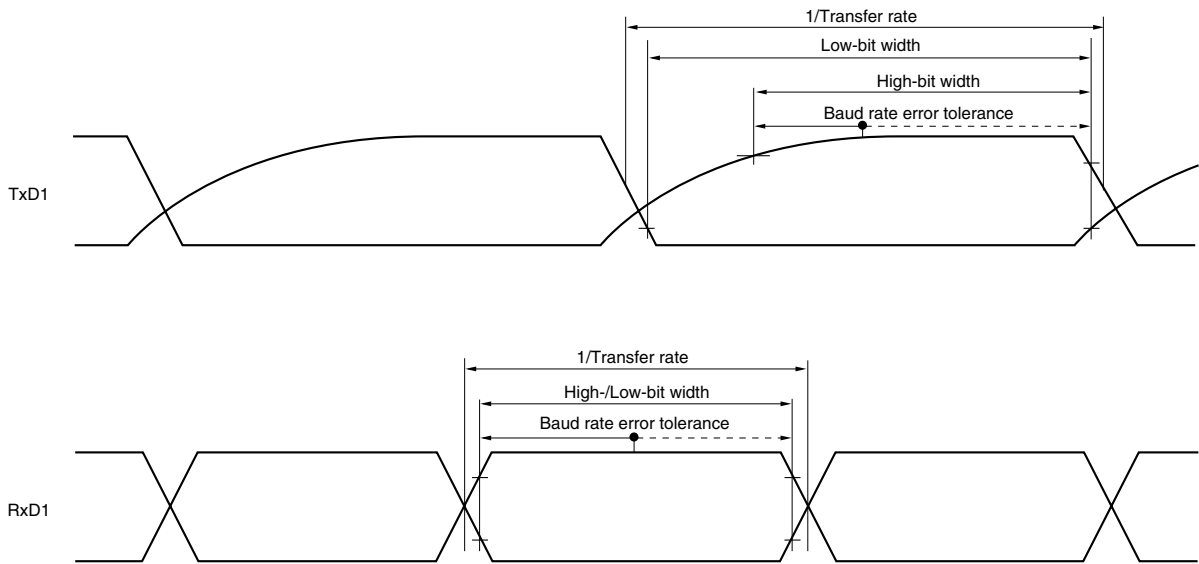 1/Transfer rate
Low-bit width
High-bit width
Baud rate error tolerance
TxD1
1/Transfer rate
High-/Low-bit width
Baud rate error tolerance
RxD1